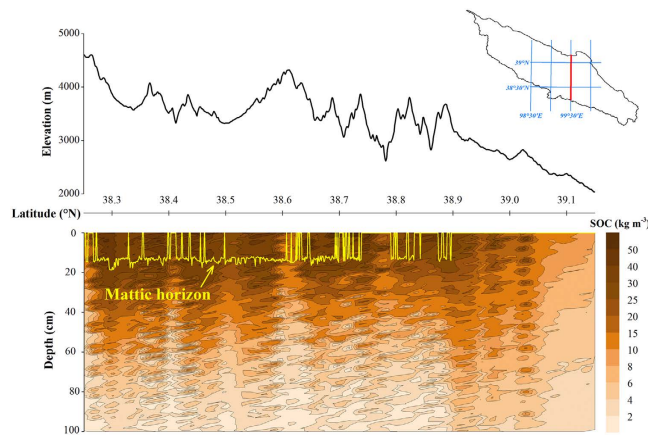 5000
4000
3000
2000
Elevation (m)
39°N
38°30'N
98°30'E
99°30'E
38.3 38.4 38.5 38.6 38.7 38.8 38.9 39.0 39.1
Latitude (°N)
SOC (kg m⁻³)
0
20
40
60
80
100
Depth (cm)
Mattic horizon
50
40
30
25
20
15
10
8
6
4
2